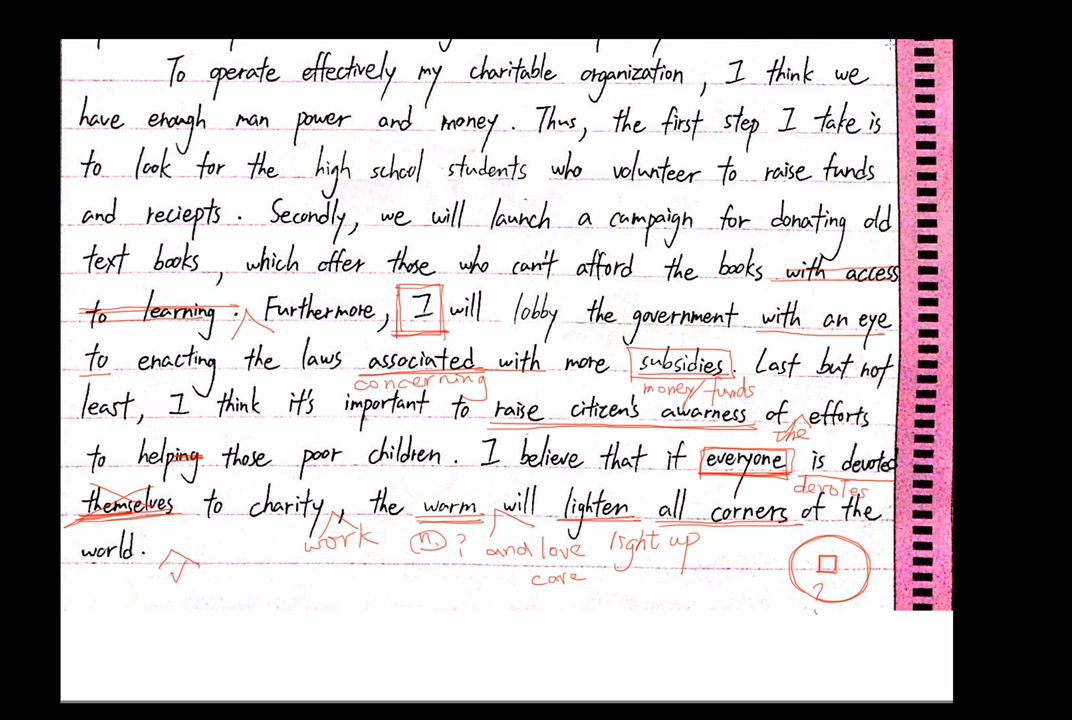 To operate effectively my charitable organization, I think we
have enough man power and money. Thus, the first step I take is
to look for the high school students who volunteer to raise funds
and reciepts. Secondly, we will launch a campaign for donating old
text books, which offer those who can't afford the books with access
to learning. Furthermore, I will lobby the government with an eye
to enacting the laws associated with more subsidies. Last but not
concerning money/funds
least, I think it's important to raise citizen's awarness of efforts
the
to helping those poor children. I believe that if everyone is devoted
devotes
themselves to charity, the warm will lighten all corners of the
work (n.) ? and love light up
world.
care
?